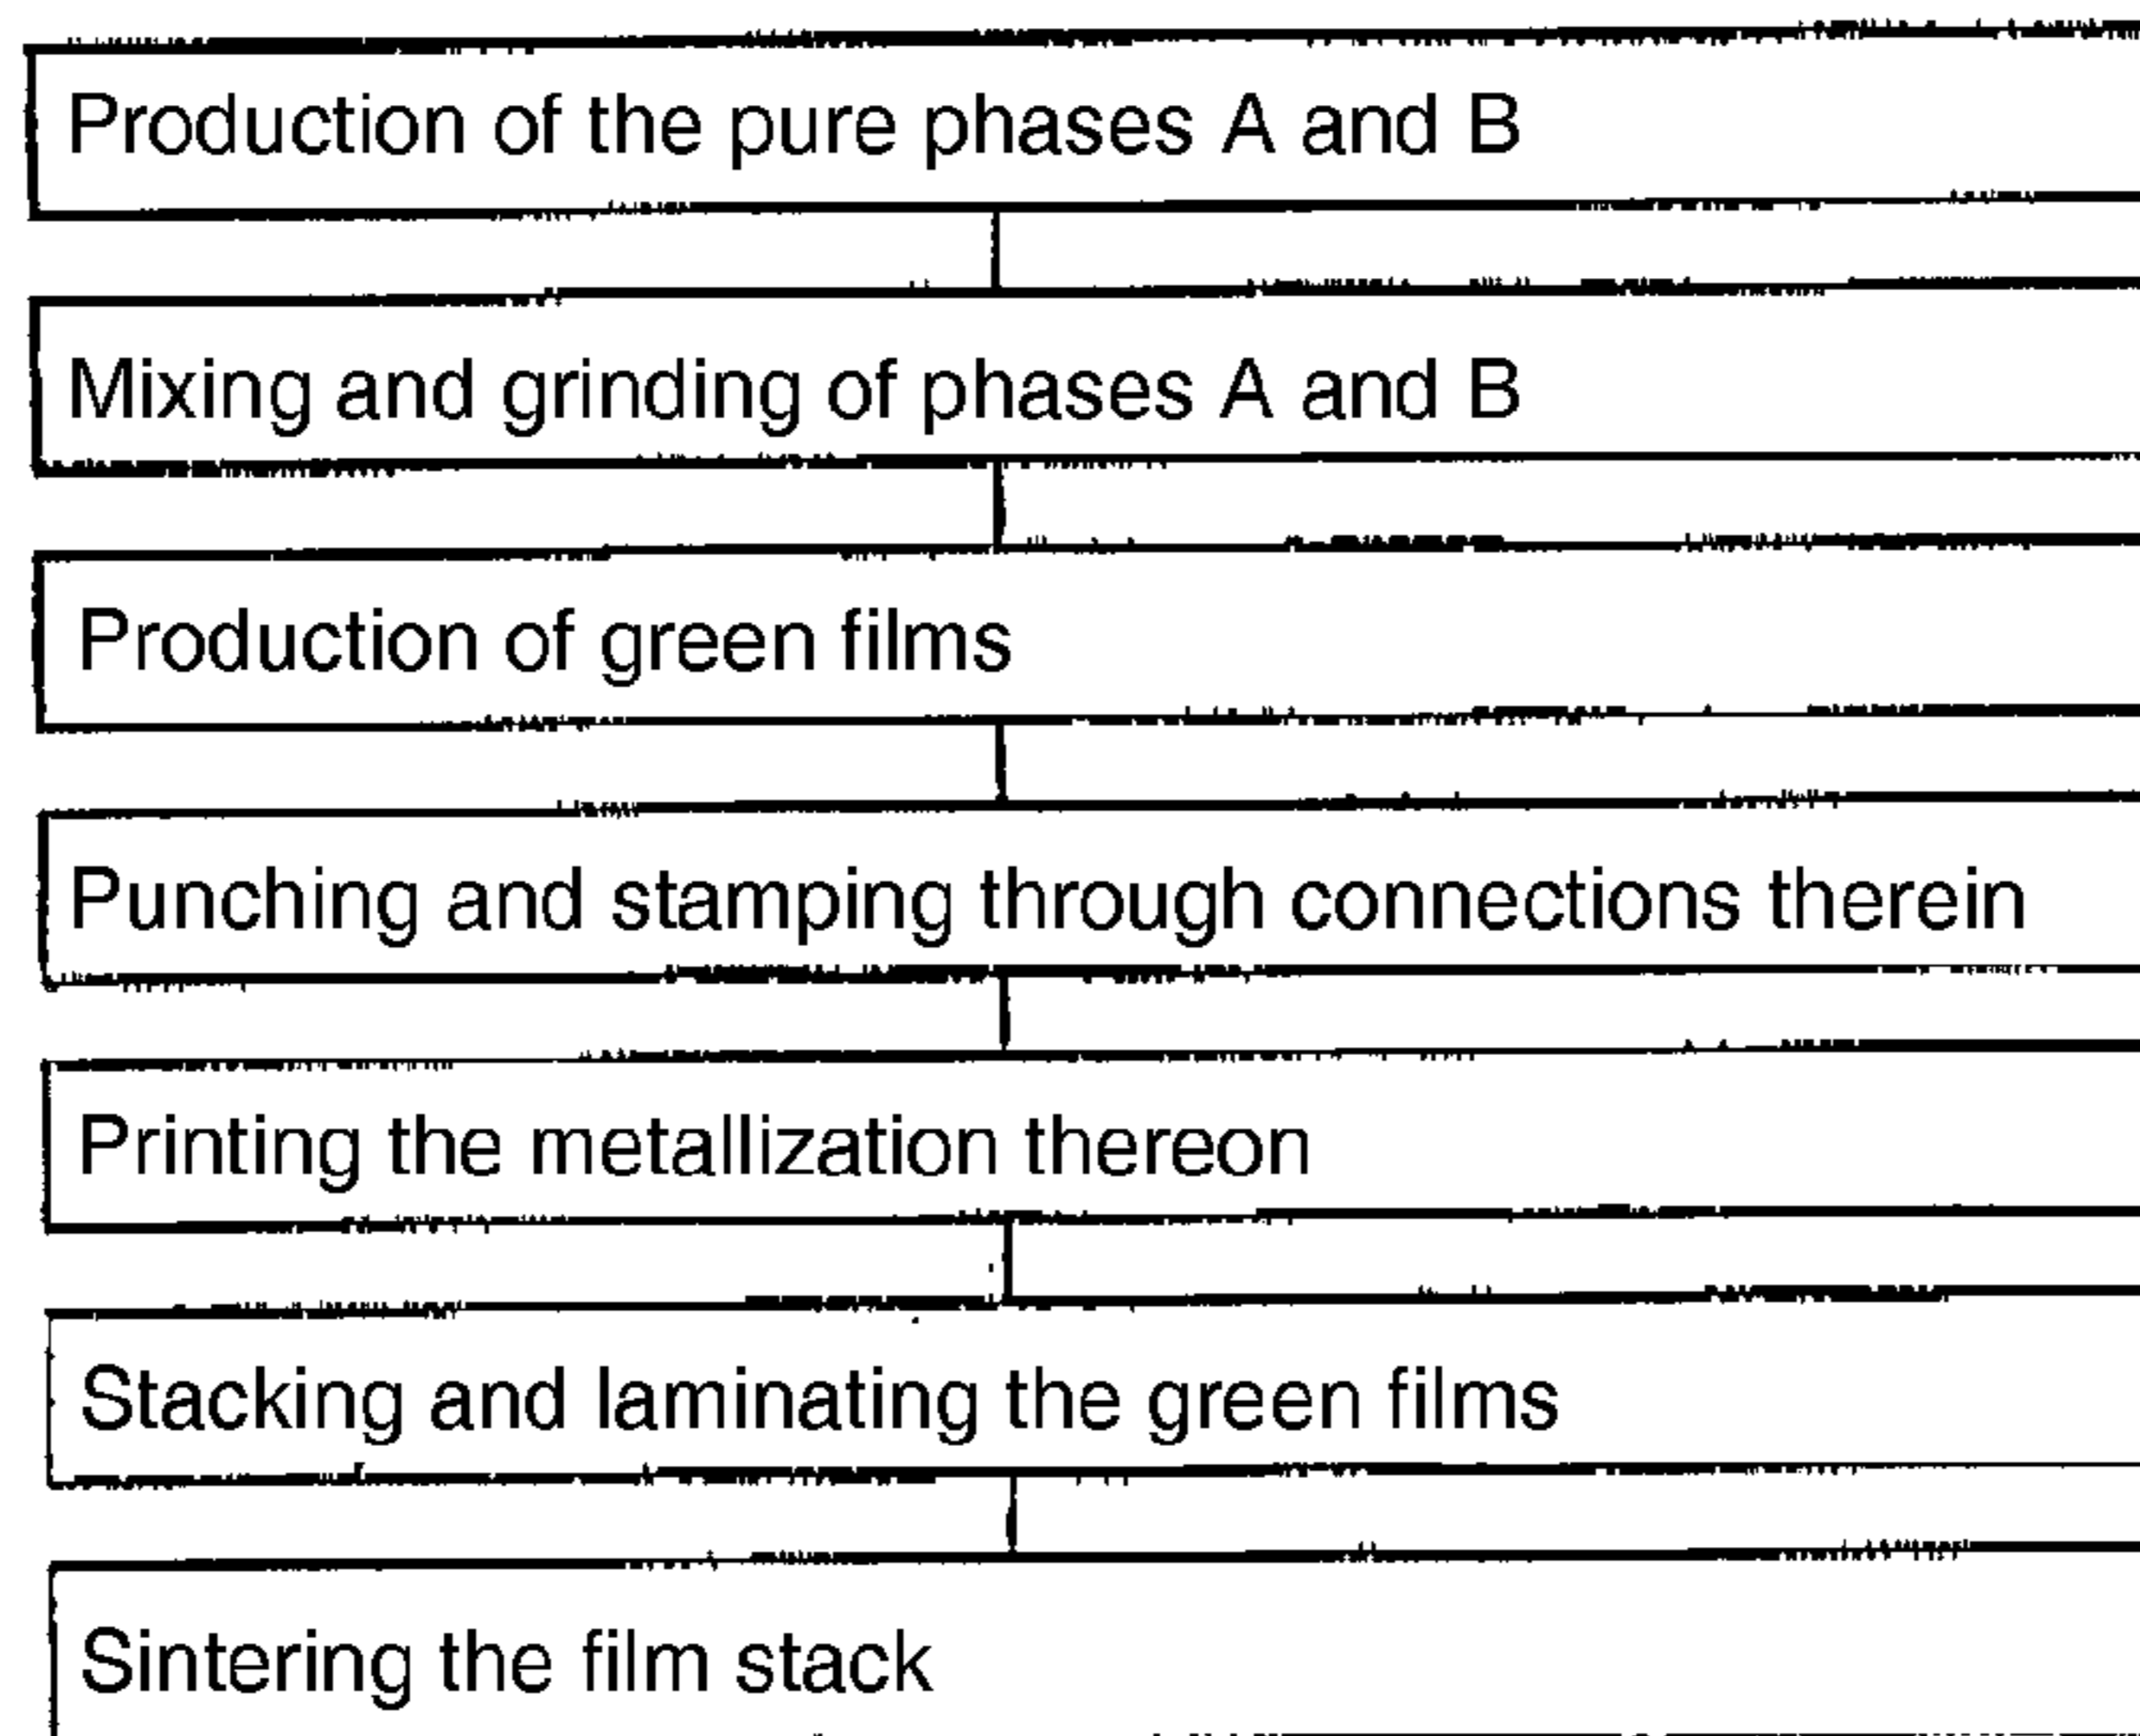 Production of the pure phases A and B
Mixing and grinding of phases A and B
Production of green films
Punching and stamping through connections therein
Printing the metallization thereon
Stacking and laminating the green films
Sintering the film stack